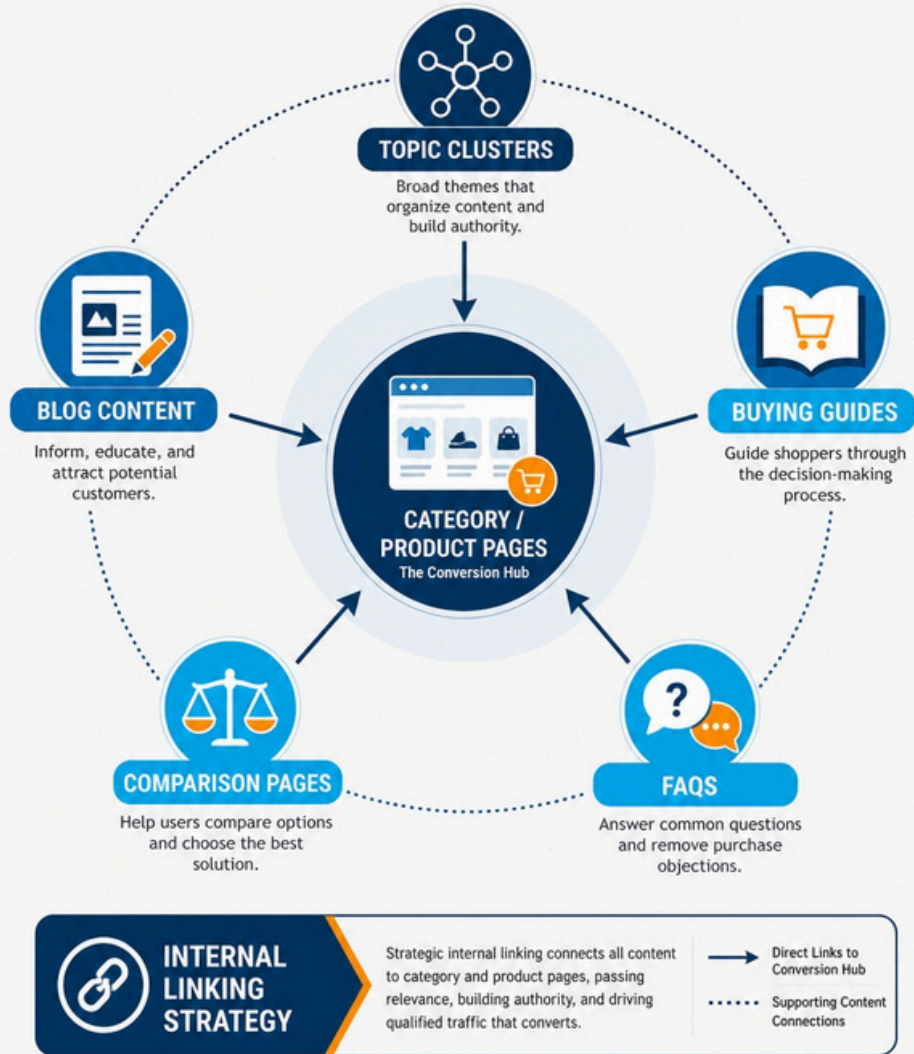 TOPIC CLUSTERS
Broad themes that
organize content and
build authority.
BLOG CONTENT
Inform, educate, and
attract potential
customers.
BUYING GUIDES
Guide shoppers through
the decision-making
process.
CATEGORY /
PRODUCT PAGES
The Conversion Hub
COMPARISON PAGES
Help users compare options
and choose the best
solution.
?
FAQS
Answer common questions
and remove purchase
objections.
INTERNAL
LINKING
STRATEGY
Strategic internal linking connects all content
to category and product pages, passing
relevance, building authority, and driving
qualified traffic that converts.
Direct Links to
Conversion Hub
Supporting Content
Connections